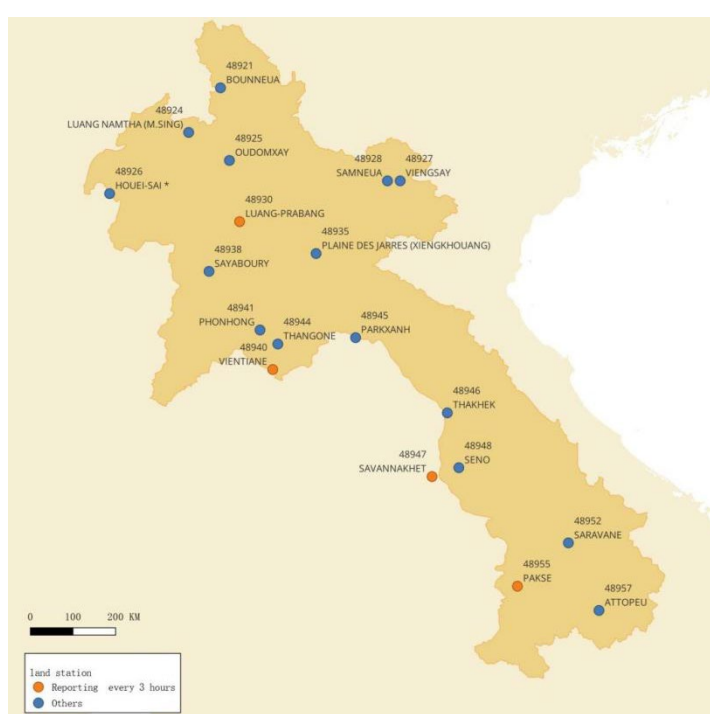 48921
BOUNNEUA
48924
LUANG NAMTHA (M.SING)
48925
OUDOMXAY
48926
HOUEI-SAI *
48928
SAMNEUA
48927
VIENGSAY
48930
LUANG-PRABANG
48935
PLAINE DES JARRES (XIENGKHOUANG)
48938
SAYABOURY
48941
PHONHONG
48944
THANGONE
48945
PARKXANH
48940
VIENTIANE
48946
THAKHEK
48948
SENO
48947
SAVANNAKHET
48952
SARAVANE
48955
PAKSE
48957
ATTOPEU
0 100 200 KM
land station
Reporting every 3 hours
Others